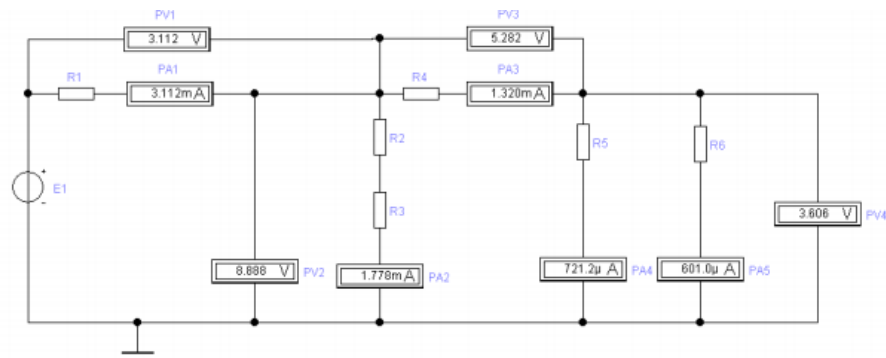 PV1
3.112 V
PV3
5.282 V
R1
PA1
3.112mA
R4
PA3
1.320mA
R2
R5
R6
E1
+
-
R3
3.606 V
PV4
8.888 V
PV2
1.778mA
PA2
721.2µ A
PA4
601.0µ A
PA5